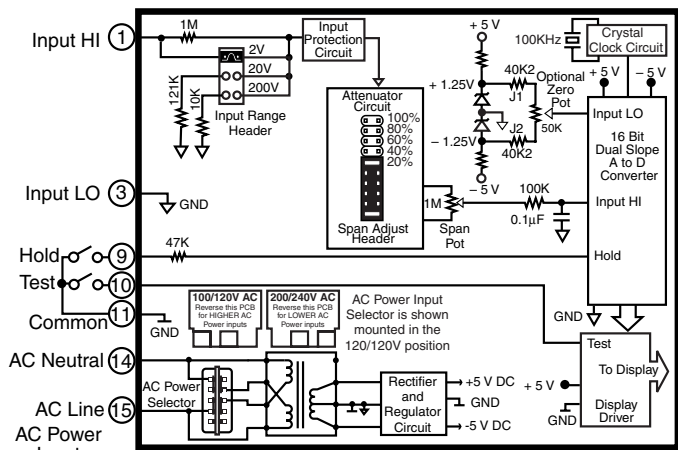 Input HI 1
1M
2V
20V
200V
121K
10K
Input Range
Header
Input
Protection
Circuit
Attenuator
Circuit
100%
80%
60%
40%
20%
Span Adjust
Header
1M
Span
Pot
+ 5 V
+ 1.25V
– 1.25V
– 5 V
40K2
J1
J2
40K2
Optional
Zero
Pot
50K
100K
0.1µF
100KHz
Crystal
Clock Circuit
+ 5 V
– 5 V
Input LO
16 Bit
Dual Slope
A to D
Converter
Input HI
Hold
GND
Input LO 3
GND
Hold 9
47K
Test 10
Common 11
GND
100/120V AC
Reverse this PCB
for HIGHER AC
Power inputs
200/240V AC
Reverse this PCB
for LOWER AC
Power inputs
AC Power Input
Selector is shown
mounted in the
120/120V position
AC Neutral 14
AC Line 15
AC Power
AC Power
Selector
Rectifier
and
Regulator
Circuit
+5 V DC
GND
-5 V DC
Test
To Display
+ 5 V
GND
Display
Driver